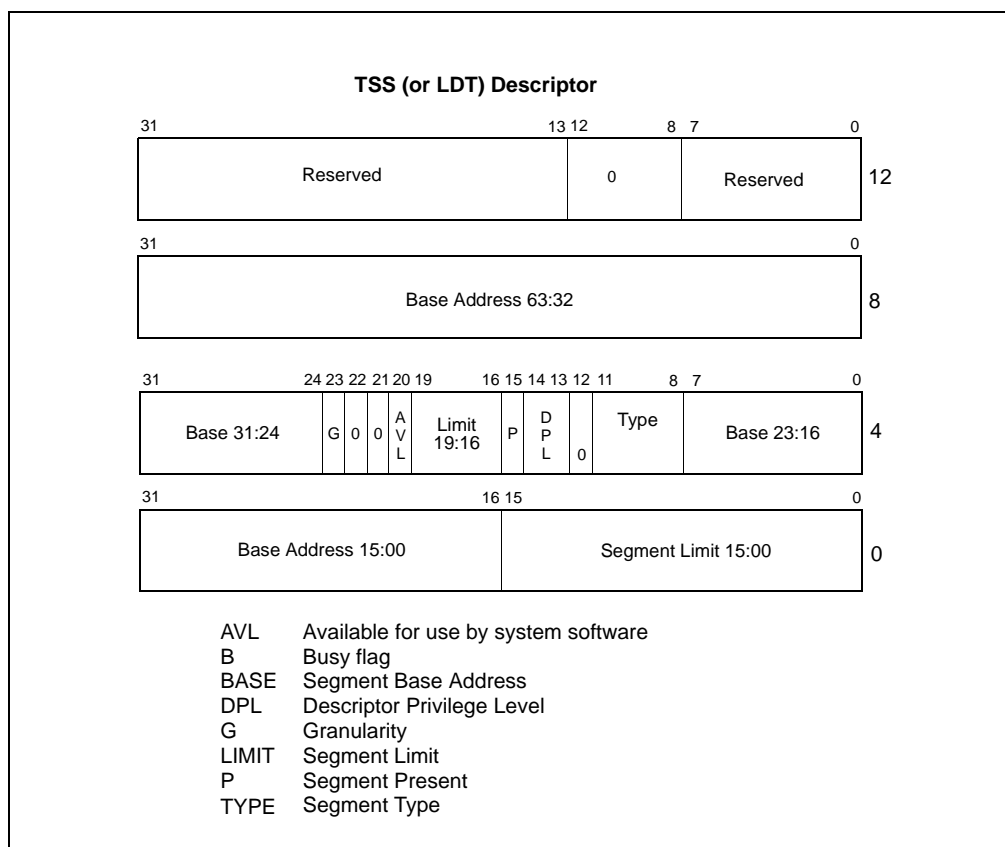 TSS (or LDT) Descriptor
31 13 12 8 7 0
Reserved 0 Reserved 12
31 0
Base Address 63:32 8
31 24 23 22 21 20 19 16 15 14 13 12 11 8 7 0
Base 31:24 G 0 0 AVL Limit 19:16 P DPL 0 Type Base 23:16 4
31 16 15 0
Base Address 15:00 Segment Limit 15:00 0
AVL Available for use by system software
B Busy flag
BASE Segment Base Address
DPL Descriptor Privilege Level
G Granularity
LIMIT Segment Limit
P Segment Present
TYPE Segment Type